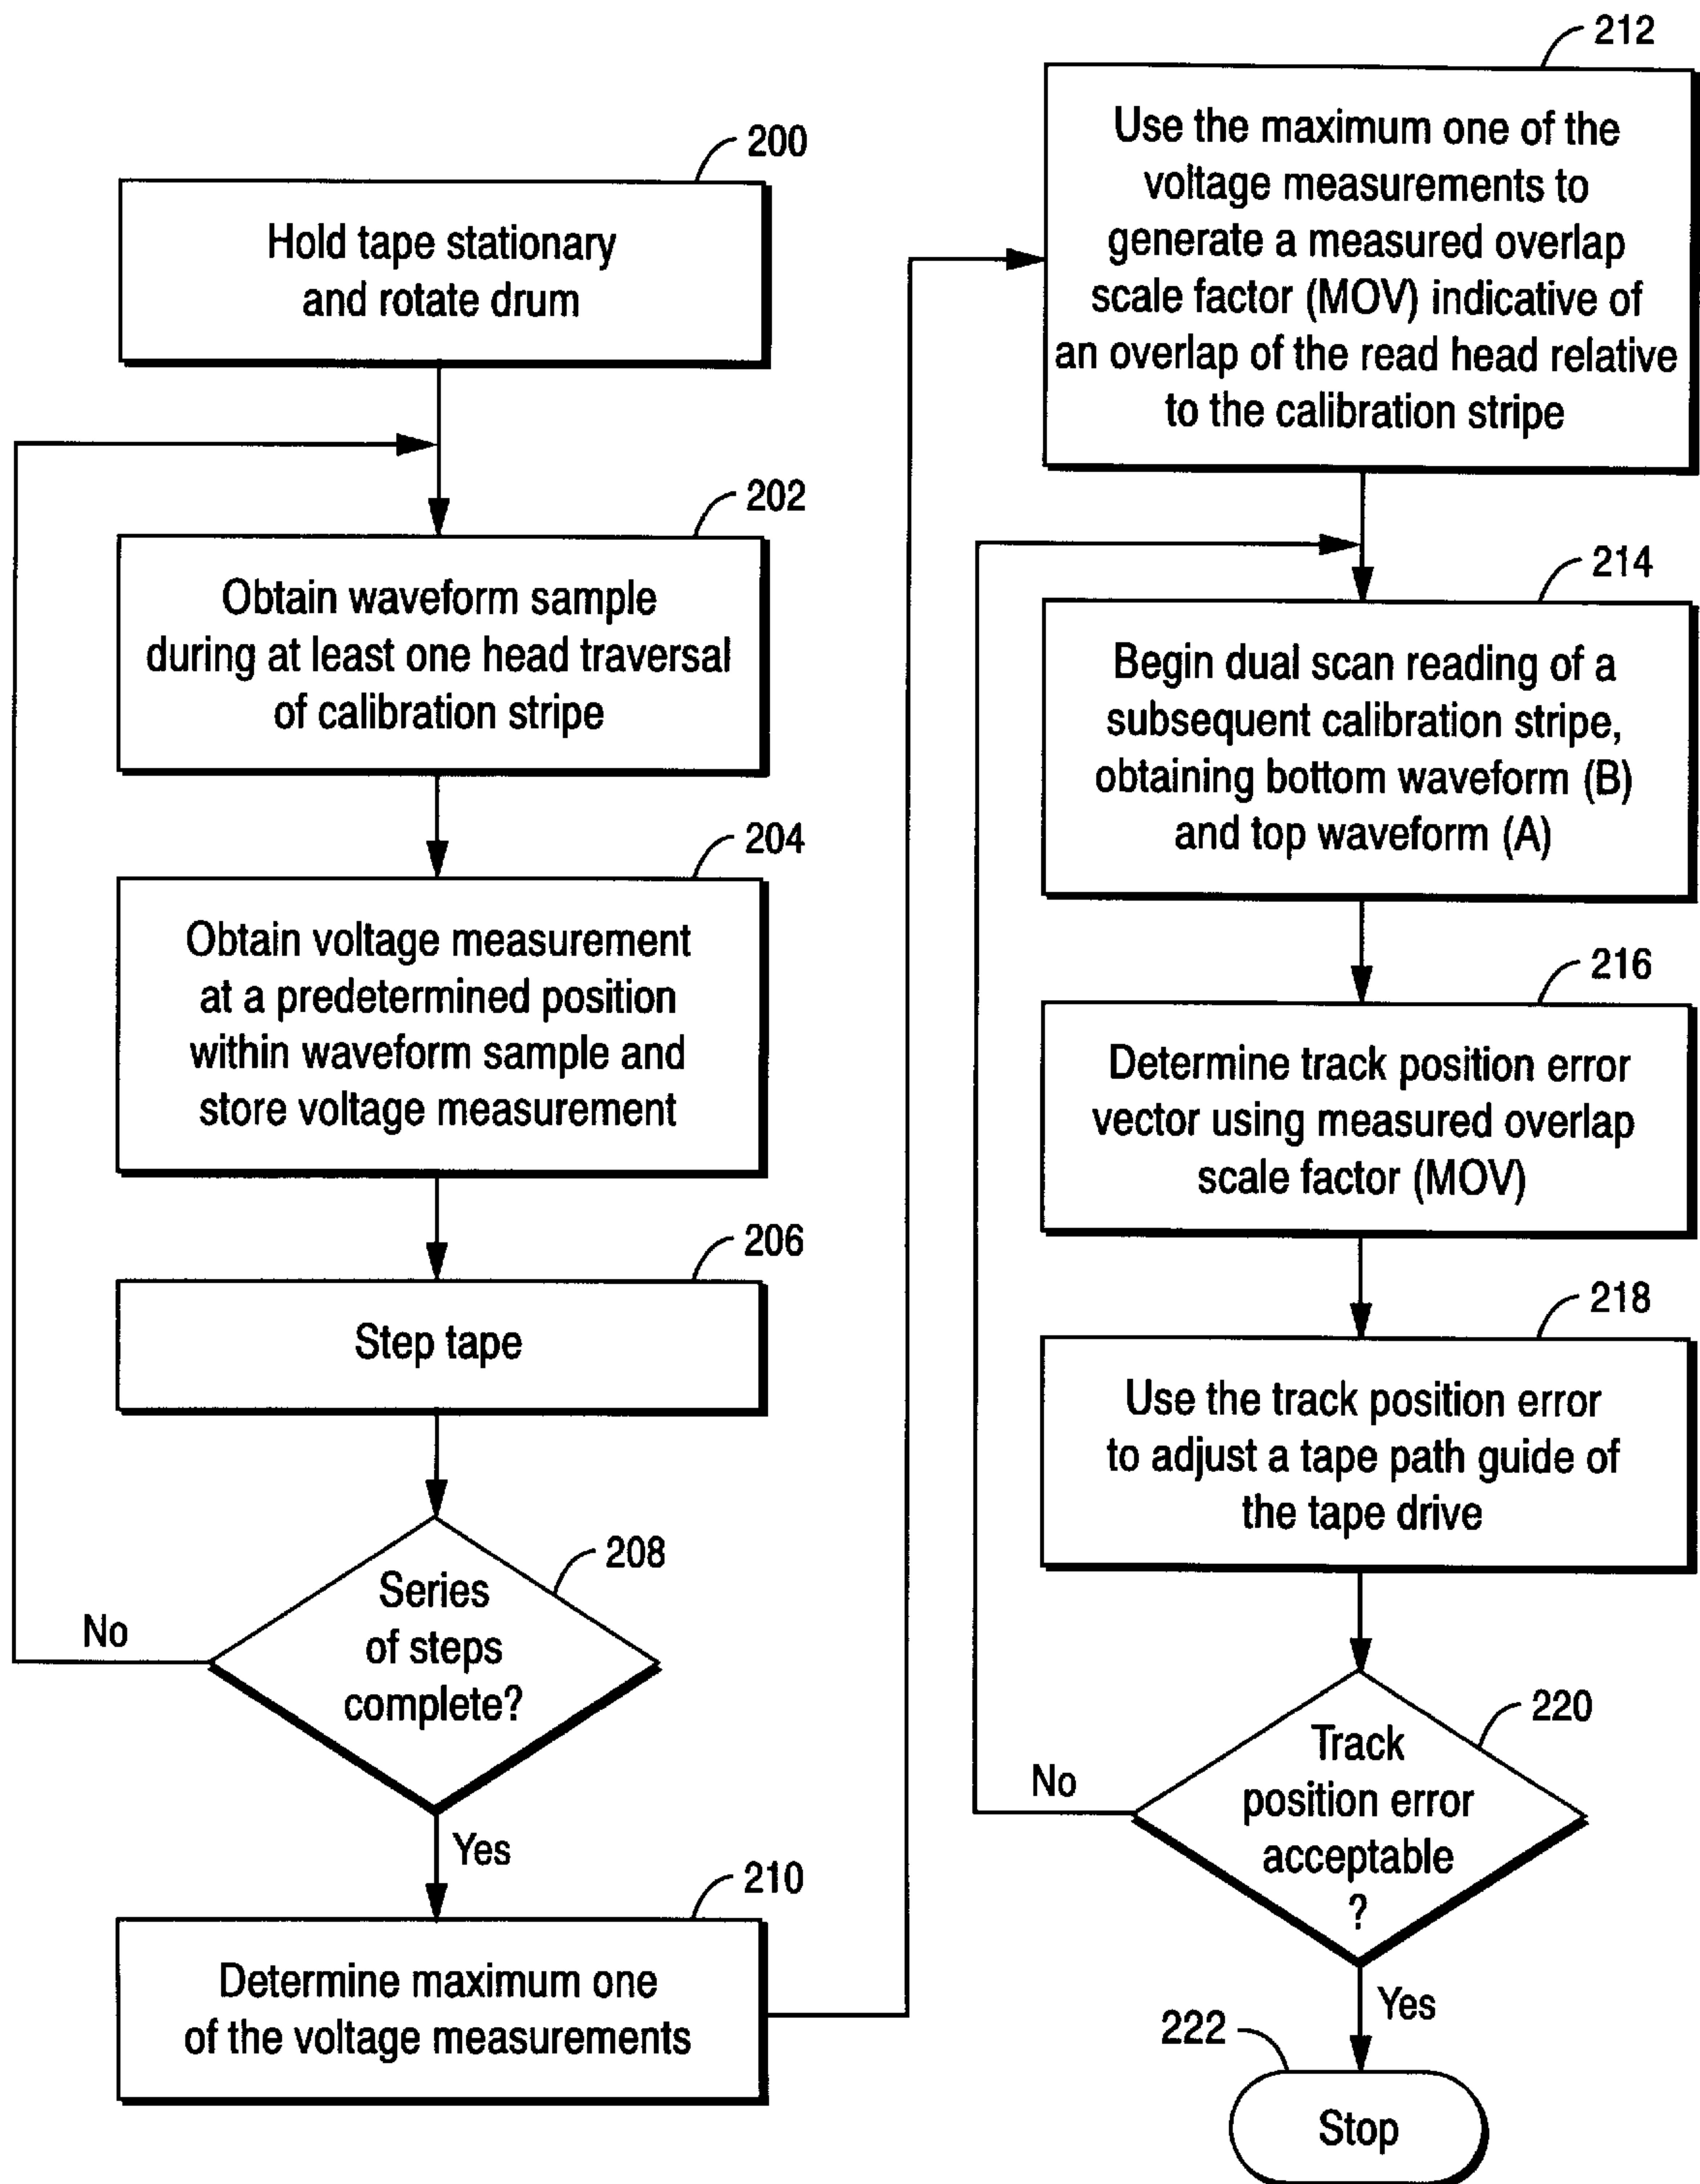 200
Hold tape stationary
and rotate drum
202
Obtain waveform sample
during at least one head traversal
of calibration stripe
204
Obtain voltage measurement
at a predetermined position
within waveform sample and
store voltage measurement
206
Step tape
208
Series
of steps
complete?
No
Yes
210
Determine maximum one
of the voltage measurements
212
Use the maximum one of the
voltage measurements to
generate a measured overlap
scale factor (MOV) indicative of
an overlap of the read head relative
to the calibration stripe
214
Begin dual scan reading of a
subsequent calibration stripe,
obtaining bottom waveform (B)
and top waveform (A)
216
Determine track position error
vector using measured overlap
scale factor (MOV)
218
Use the track position error
to adjust a tape path guide of
the tape drive
220
Track
position error
acceptable
?
No
Yes
222
Stop